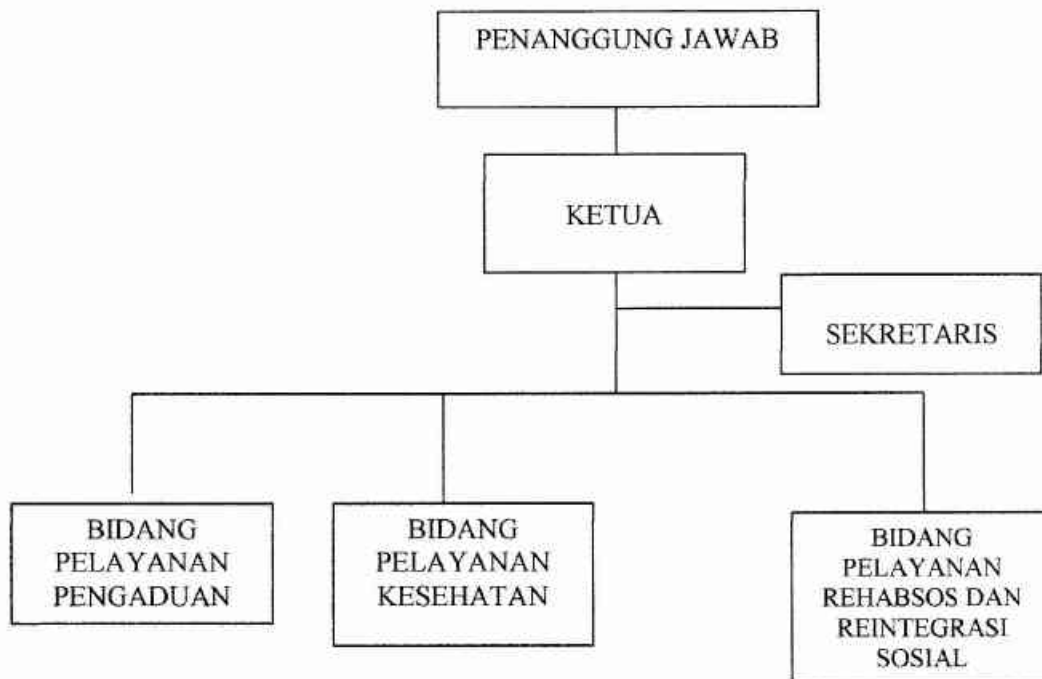 PENANGGUNG JAWAB
KETUA
SEKRETARIS
BIDANG
PELAYANAN
PENGADUAN
BIDANG
PELAYANAN
KESEHATAN
BIDANG
PELAYANAN
REHABSOS DAN
REINTEGRASI
SOSIAL